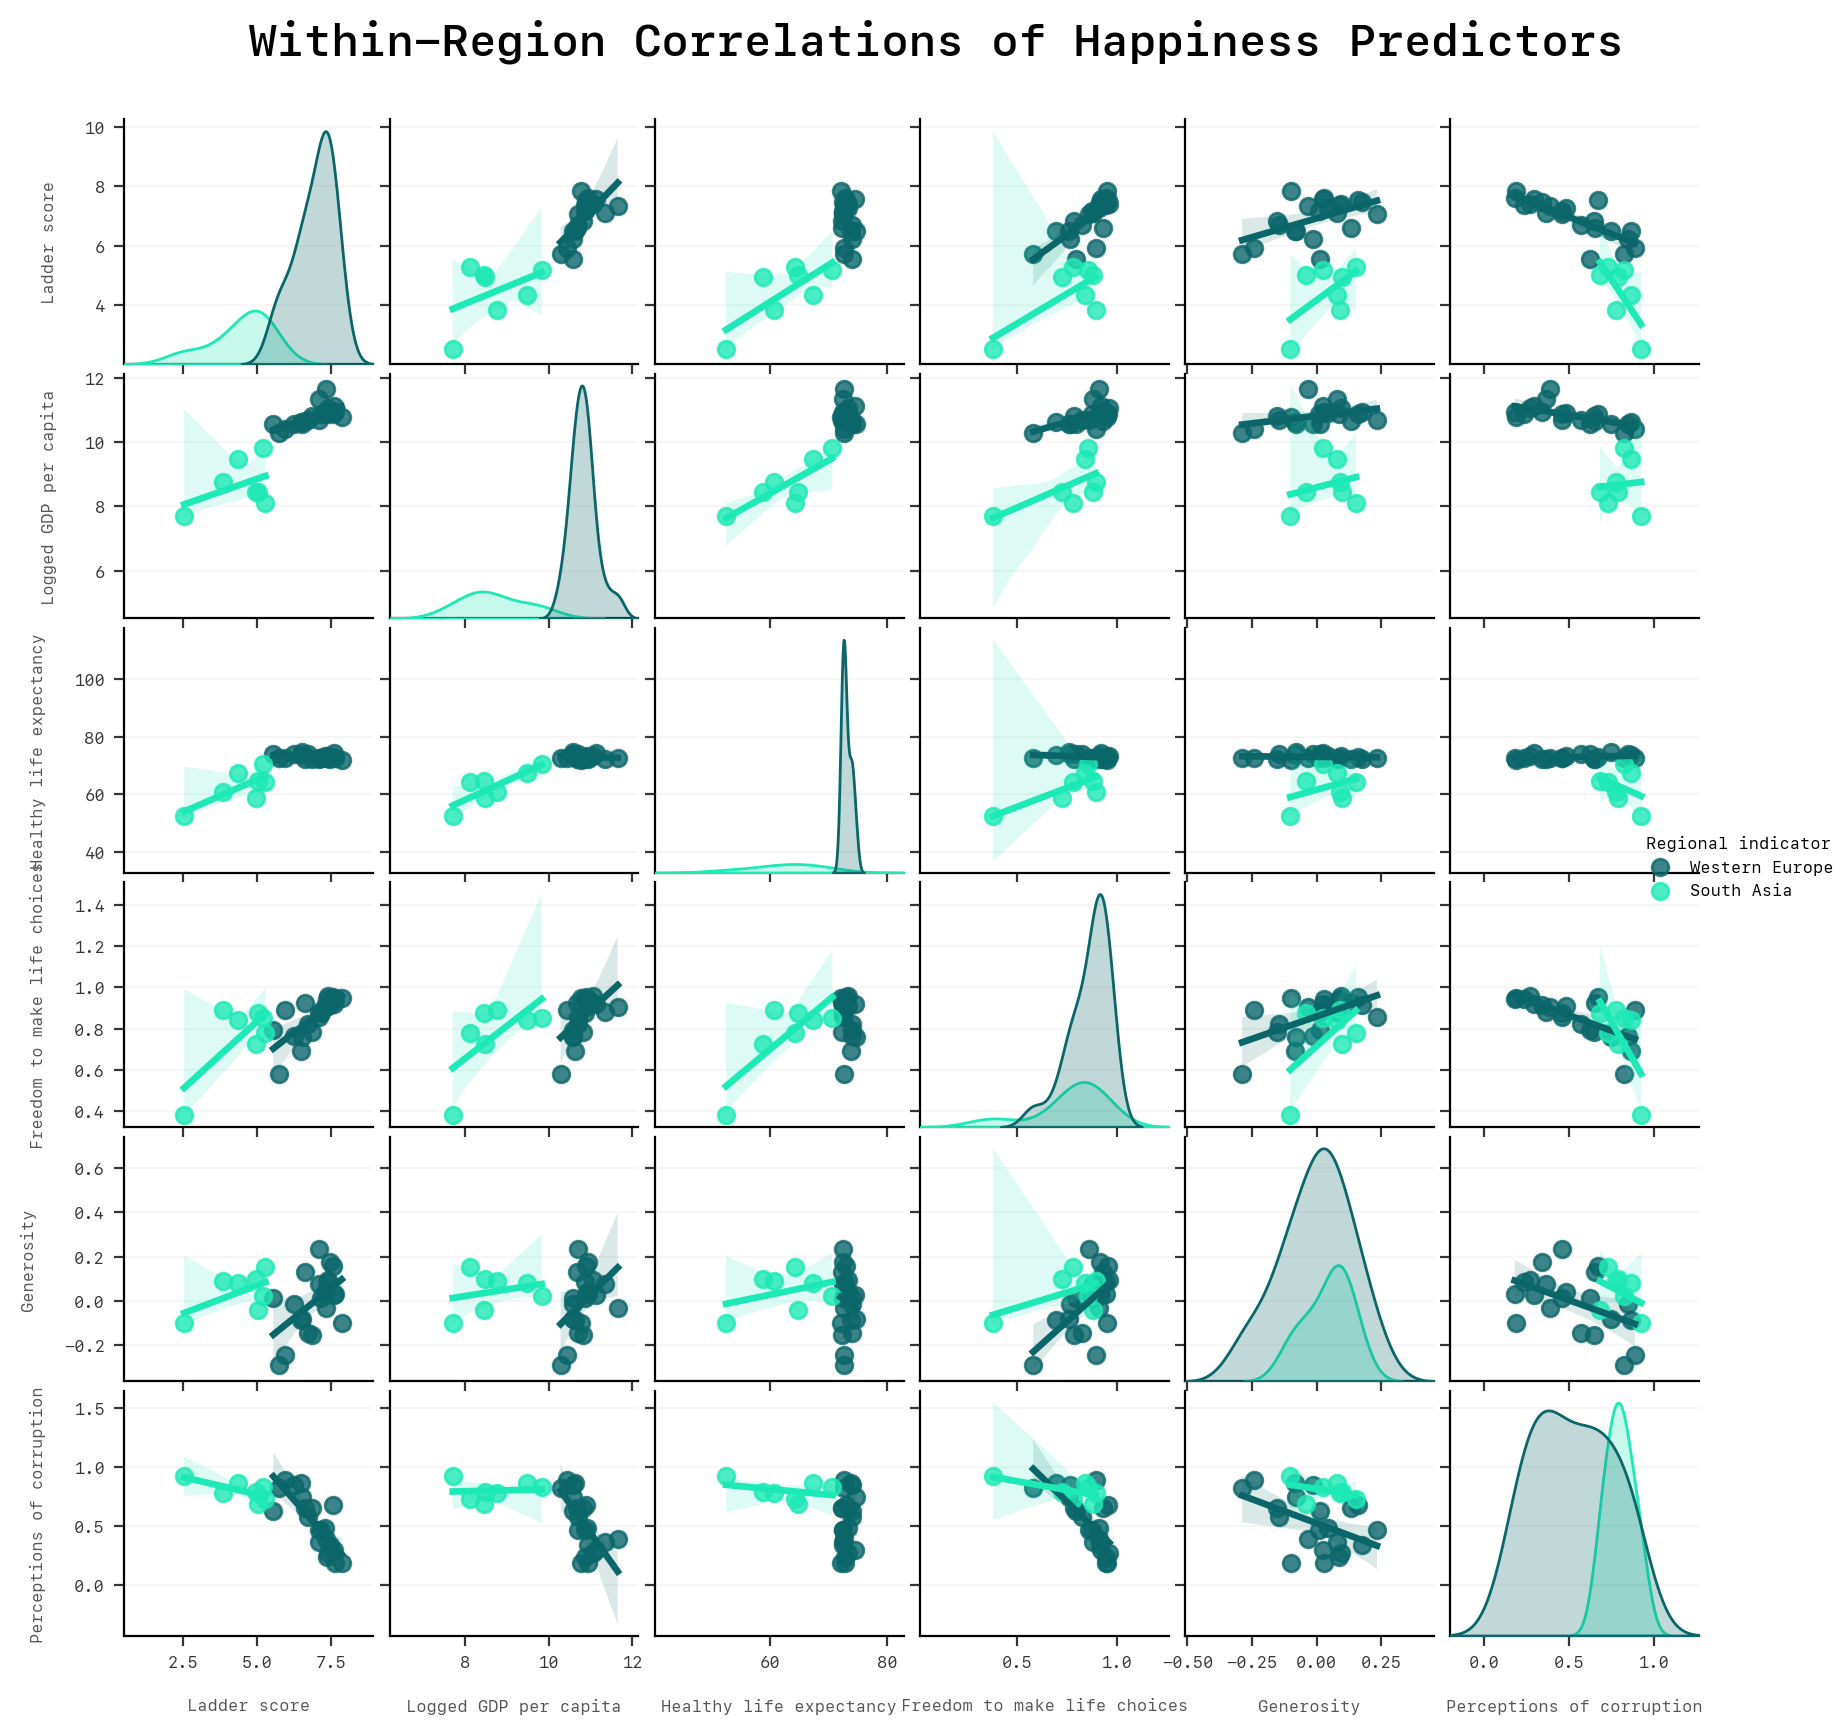 Within-Region Correlations of Happiness Predictors
Ladder score
10
8
6
4
Logged GDP per capita
12
10
8
6
Healthy life expectancy
100
80
60
40
Regional indicator
Western Europe
South Asia
Freedom to make life choices
1.4
1.2
1.0
0.8
0.6
0.4
Generosity
0.6
0.4
0.2
0.0
−0.2
Perceptions of corruption
1.5
1.0
0.5
0.0
2.5 5.0 7.5 8 10 12 60 80 0.5 1.0 −0.50 −0.25 0.00 0.25 0.0 0.5 1.0
Ladder score Logged GDP per capita Healthy life expectancy Freedom to make life choices Generosity Perceptions of corruption